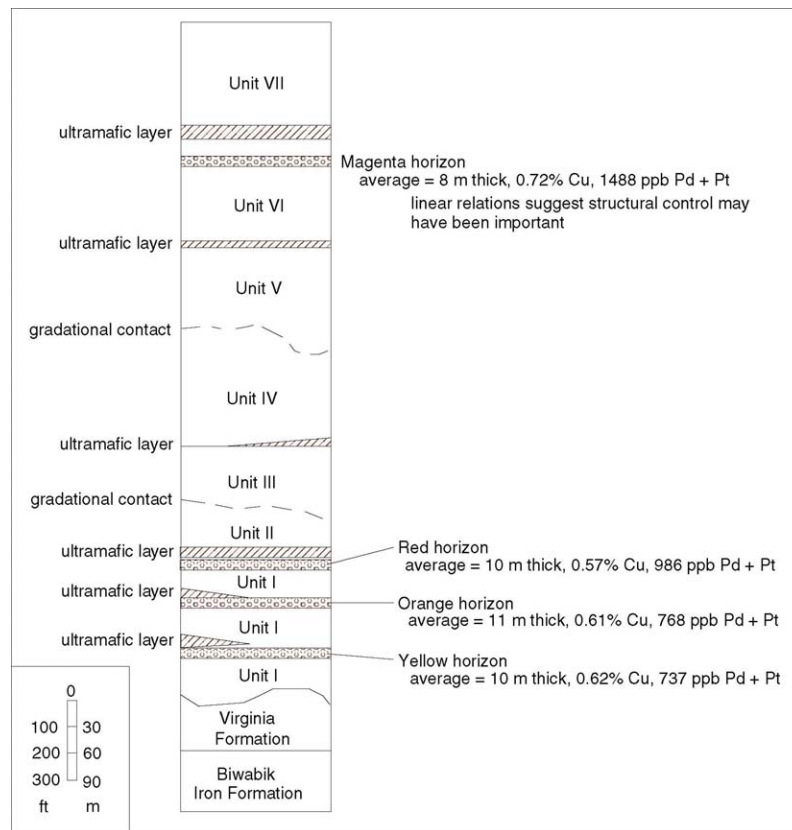 Unit VII
ultramafic layer
Magenta horizon
average = 8 m thick, 0.72% Cu, 1488 ppb Pd + Pt
linear relations suggest structural control may
have been important
Unit VI
ultramafic layer
Unit V
gradational contact
Unit IV
ultramafic layer
Unit III
gradational contact
Unit II
ultramafic layer
Red horizon
average = 10 m thick, 0.57% Cu, 986 ppb Pd + Pt
Unit I
ultramafic layer
Orange horizon
average = 11 m thick, 0.61% Cu, 768 ppb Pd + Pt
Unit I
ultramafic layer
Yellow horizon
average = 10 m thick, 0.62% Cu, 737 ppb Pd + Pt
Unit I
Virginia
Formation
Biwabik
Iron Formation
0
100 30
200 60
300 90
ft m